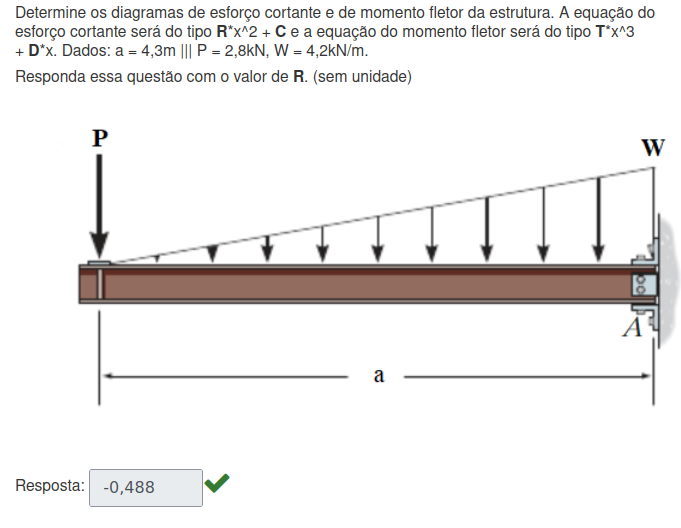 Determine os diagramas de esforço cortante e de momento fletor da estrutura. A equação do
esforço cortante será do tipo R*x^2 + C e a equação do momento fletor será do tipo T*x^3
+ D*x. Dados: a = 4,3m ||| P = 2,8kN, W = 4,2kN/m.
Responda essa questão com o valor de R. (sem unidade)
P
W
A
a
Resposta: -0,488